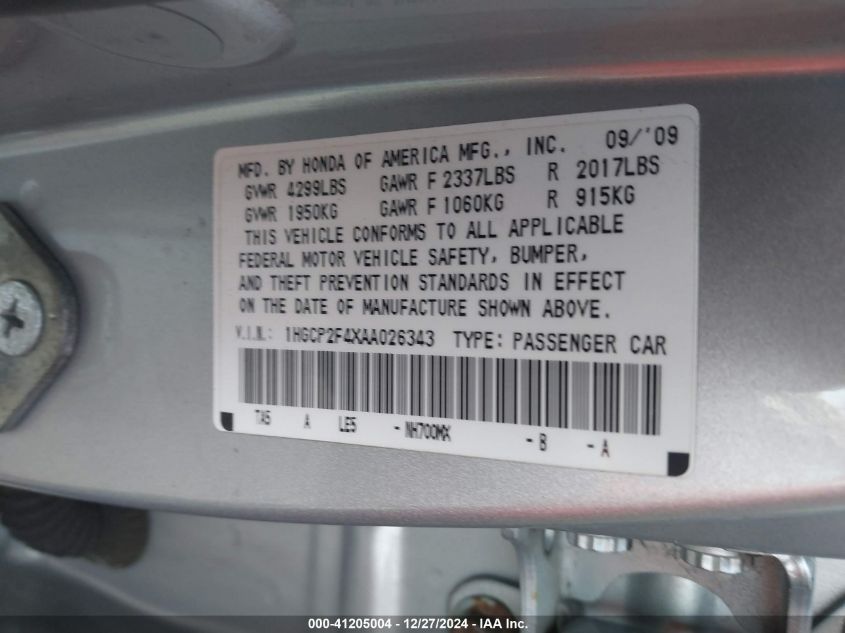 MFD. BY HONDA OF AMERICA MFG., INC. 09/'09
GVWR 4299LBS GAWR F 2337LBS R 2017LBS
GVWR 1950KG GAWR F 1060KG R 915KG
THIS VEHICLE CONFORMS TO ALL APPLICABLE
FEDERAL MOTOR VEHICLE SAFETY, BUMPER,
AND THEFT PREVENTION STANDARDS IN EFFECT
ON THE DATE OF MANUFACTURE SHOWN ABOVE.
V.I.N.: 1HGCP2F4XAA026343 TYPE: PASSENGER CAR
TA5 A LE5 -NH700MX -B -A
000-41205004 - 12/27/2024 - IAA Inc.